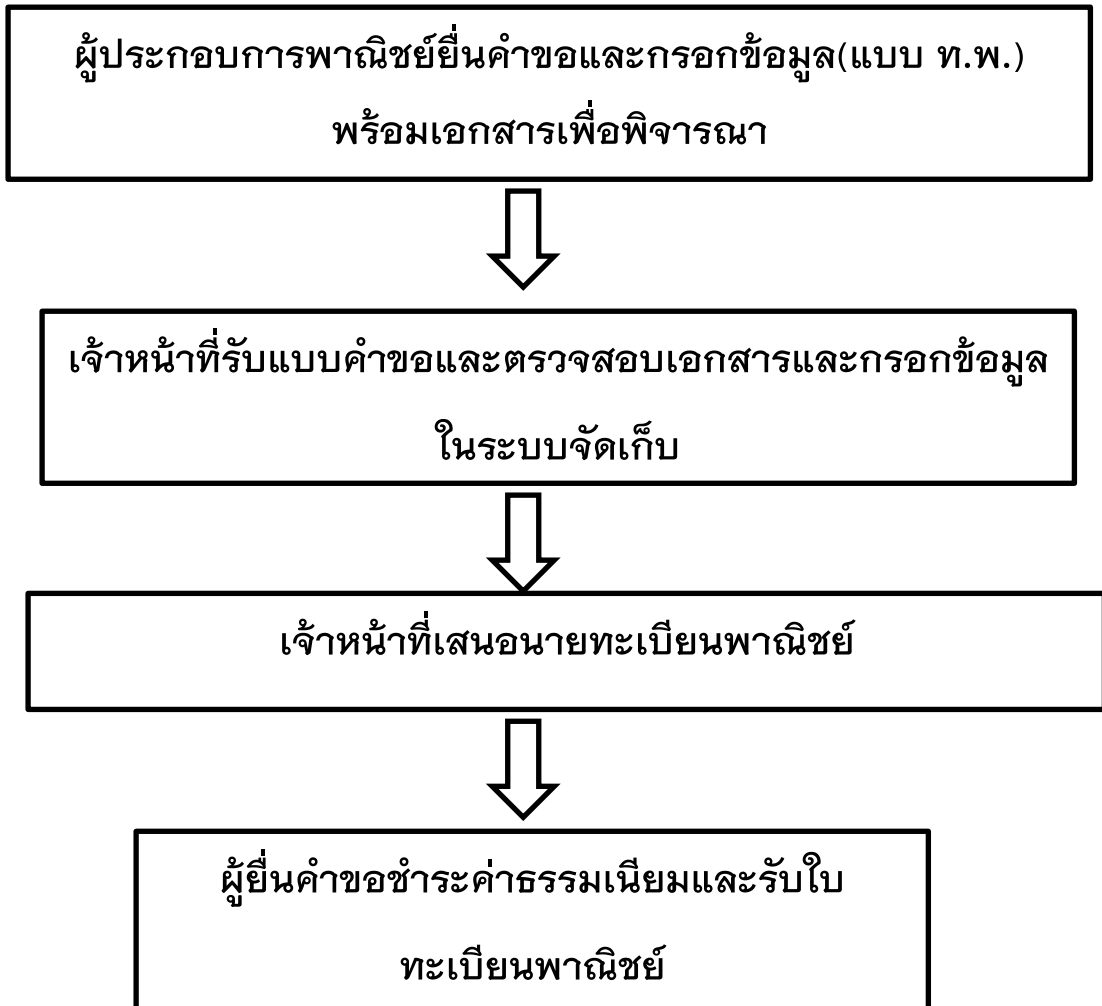 ผู้ประกอบการพาณิชย์ยื่นคำขอและกรอกข้อมูล(แบบ ท.พ.)
พร้อมเอกสารเพื่อพิจารณา
เจ้าหน้าที่รับแบบคำขอและตรวจสอบเอกสารและกรอกข้อมูล
ในระบบจัดเก็บ
เจ้าหน้าที่เสนอนายทะเบียนพาณิชย์
ผู้ยื่นคำขอชำระค่าธรรมเนียมและรับใบ
ทะเบียนพาณิชย์